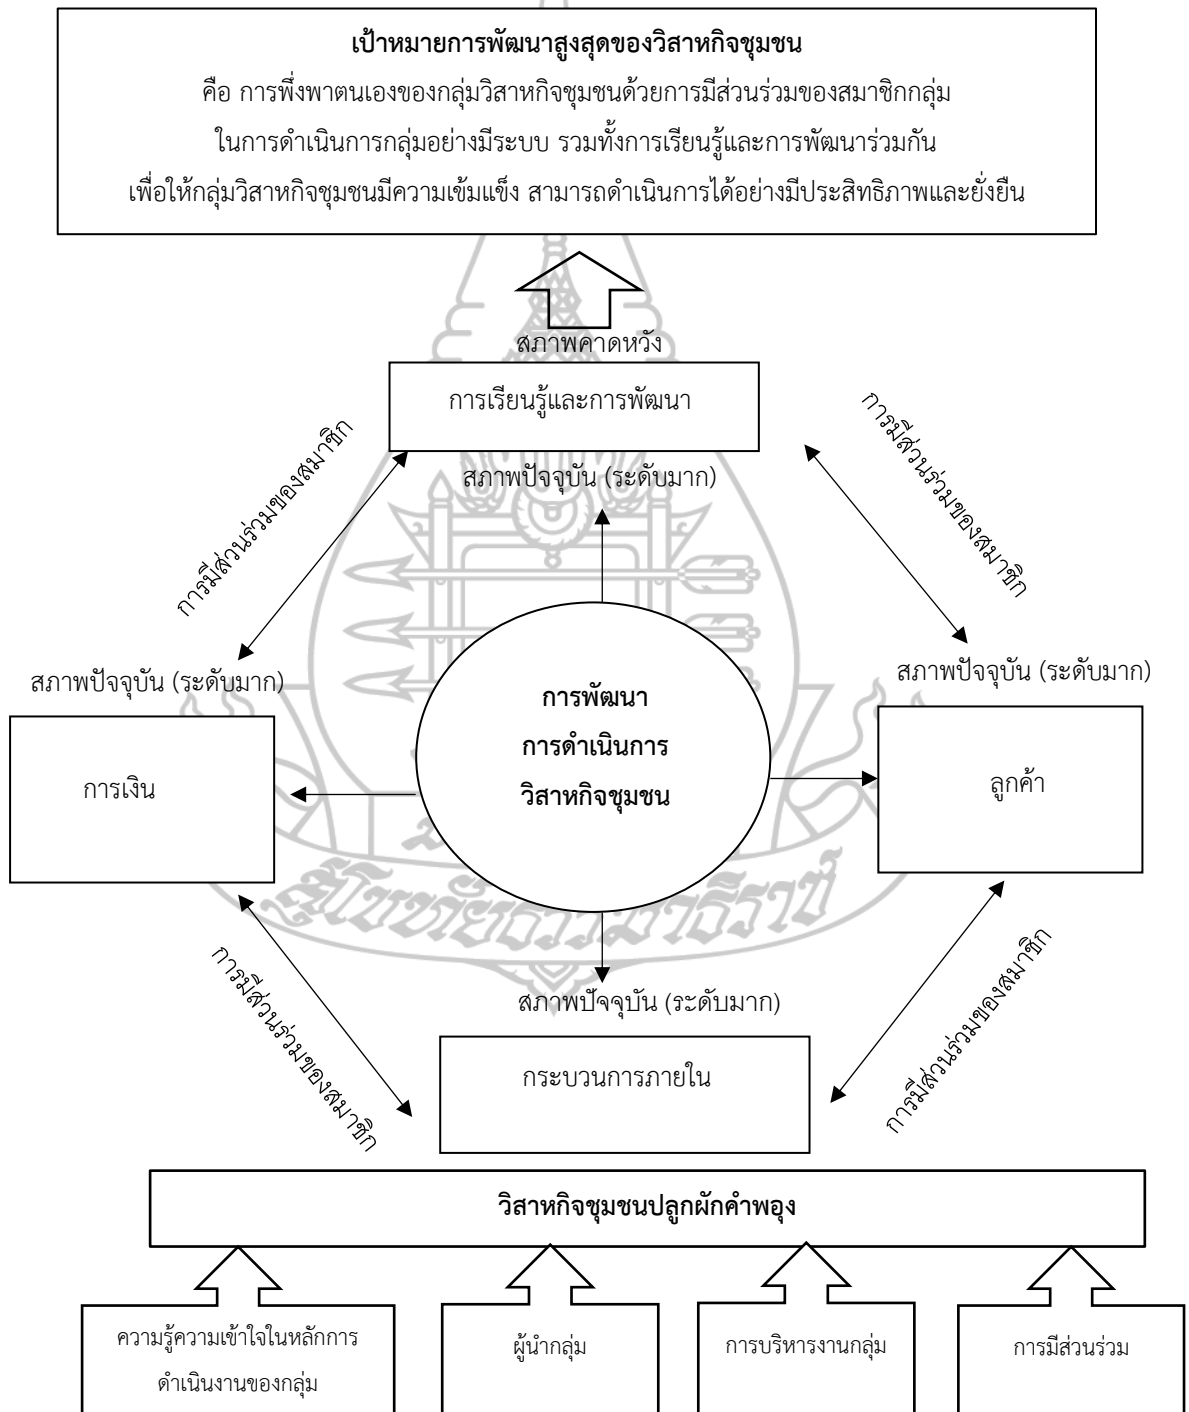 เป้าหมายการพัฒนาสูงสุดของวิสาหกิจชุมชน
คือ การพึ่งพาตนเองของกลุ่มวิสาหกิจชุมชนด้วยการมีส่วนร่วมของสมาชิกกลุ่ม
ในการดำเนินการกลุ่มอย่างมีระบบ รวมทั้งการเรียนรู้และการพัฒนาร่วมกัน
เพื่อให้กลุ่มวิสาหกิจชุมชนมีความเข้มแข็ง สามารถดำเนินการได้อย่างมีประสิทธิภาพและยั่งยืน
สภาพคาดหวัง
การเรียนรู้และการพัฒนา
สภาพปัจจุบัน (ระดับมาก)
การมีส่วนร่วมของสมาชิก
การมีส่วนร่วมของสมาชิก
สภาพปัจจุบัน (ระดับมาก)
สภาพปัจจุบัน (ระดับมาก)
การเงิน
การพัฒนา
การดำเนินการ
วิสาหกิจชุมชน
ลูกค้า
สุโขทัยธรรมาธิราช
การมีส่วนร่วมของสมาชิก
การมีส่วนร่วมของสมาชิก
สภาพปัจจุบัน (ระดับมาก)
กระบวนการภายใน
วิสาหกิจชุมชนปลูกผักคำพอุง
ความรู้ความเข้าใจในหลักการ
ดำเนินงานของกลุ่ม
ผู้นำกลุ่ม
การบริหารงานกลุ่ม
การมีส่วนร่วม